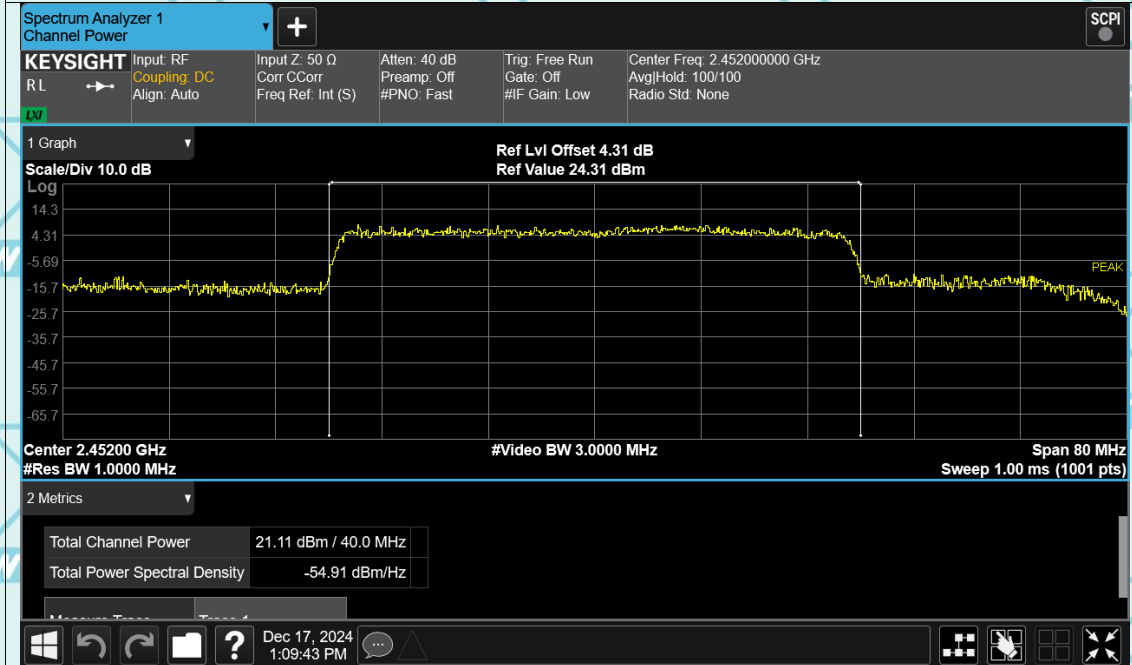 Spectrum Analyzer 1
Channel Power
+
SCPI
KEYSIGHT
R L
LXI
Input: RF
Coupling: DC
Align: Auto
Input Z: 50 Ω
Corr CCorr
Freq Ref: Int (S)
Atten: 40 dB
Preamp: Off
#PNO: Fast
Trig: Free Run
Gate: Off
#IF Gain: Low
Center Freq: 2.452000000 GHz
Avg|Hold: 100/100
Radio Std: None
1 Graph
Ref Lvl Offset 4.31 dB
Scale/Div 10.0 dB
Ref Value 24.31 dBm
Log
14.3
4.31
-5.69
PEAK
-15.7
-25.7
-35.7
-45.7
-55.7
-65.7
Center 2.45200 GHz
#Video BW 3.0000 MHz
Span 80 MHz
#Res BW 1.0000 MHz
Sweep 1.00 ms (1001 pts)
2 Metrics
Total Channel Power 21.11 dBm / 40.0 MHz
Total Power Spectral Density -54.91 dBm/Hz
Measure Trace Trace 1
?
Dec 17, 2024
1:09:43 PM